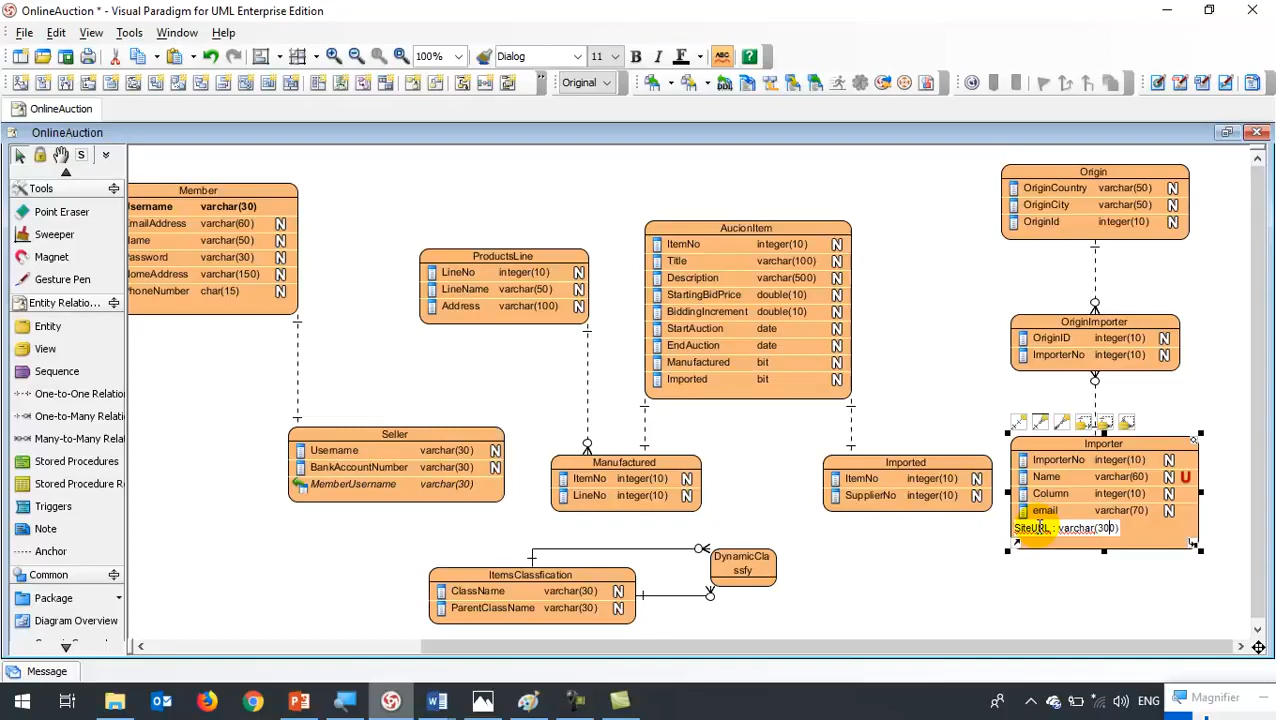 OnlineAuction * - Visual Paradigm for UML Enterprise Edition
File Edit View Tools Window Help
100% Dialog 11 B I F ABC
Original DDL
OnlineAuction
OnlineAuction
S
Tools
Point Eraser
Sweeper
Magnet
Gesture Pen
Entity Relatio...
Entity
View
Sequence
One-to-One Relatio
One-to-Many Relatio
Many-to-Many Relatio
Stored Procedures
Stored Procedures
Triggers
Note
Anchor
Common
Package
Diagram Overview
Member
sername varchar(30)
mailAddress varchar(60) N
ame varchar(50) N
assword varchar(30) N
omeAddress varchar(150) N
honeNumber char(15) N
ProductsLine
LineNo integer(10) N
LineName varchar(50) N
Address varchar(100) N
AucionItem
ItemNo integer(10) N
Title varchar(100) N
Description varchar(500) N
StartingBidPrice double(10) N
BiddingIncrement double(10) N
StartAuction date N
EndAuction date N
Manufactured bit N
Imported bit N
Origin
OriginCountry varchar(50) N
OriginCity varchar(50) N
OriginId integer(10) N
OriginImporter
OriginID integer(10) N
ImporterNo integer(10) N
Importer
ImporterNo integer(10) N
Name varchar(60) N U
Column integer(10) N
email varchar(70) N
SiteURL : varchar(300)
Seller
Username varchar(30) N
BankAccountNumber varchar(30) N
MemberUsername varchar(30)
Manufactured
ItemNo integer(10) N
LineNo integer(10) N
Imported
ItemNo integer(10) N
SupplierNo integer(10) N
ItemsClassfication
ClassName varchar(30) N
ParentClassName varchar(30) N
DynamicCla
ssfy
Message
ENG
Magnifier